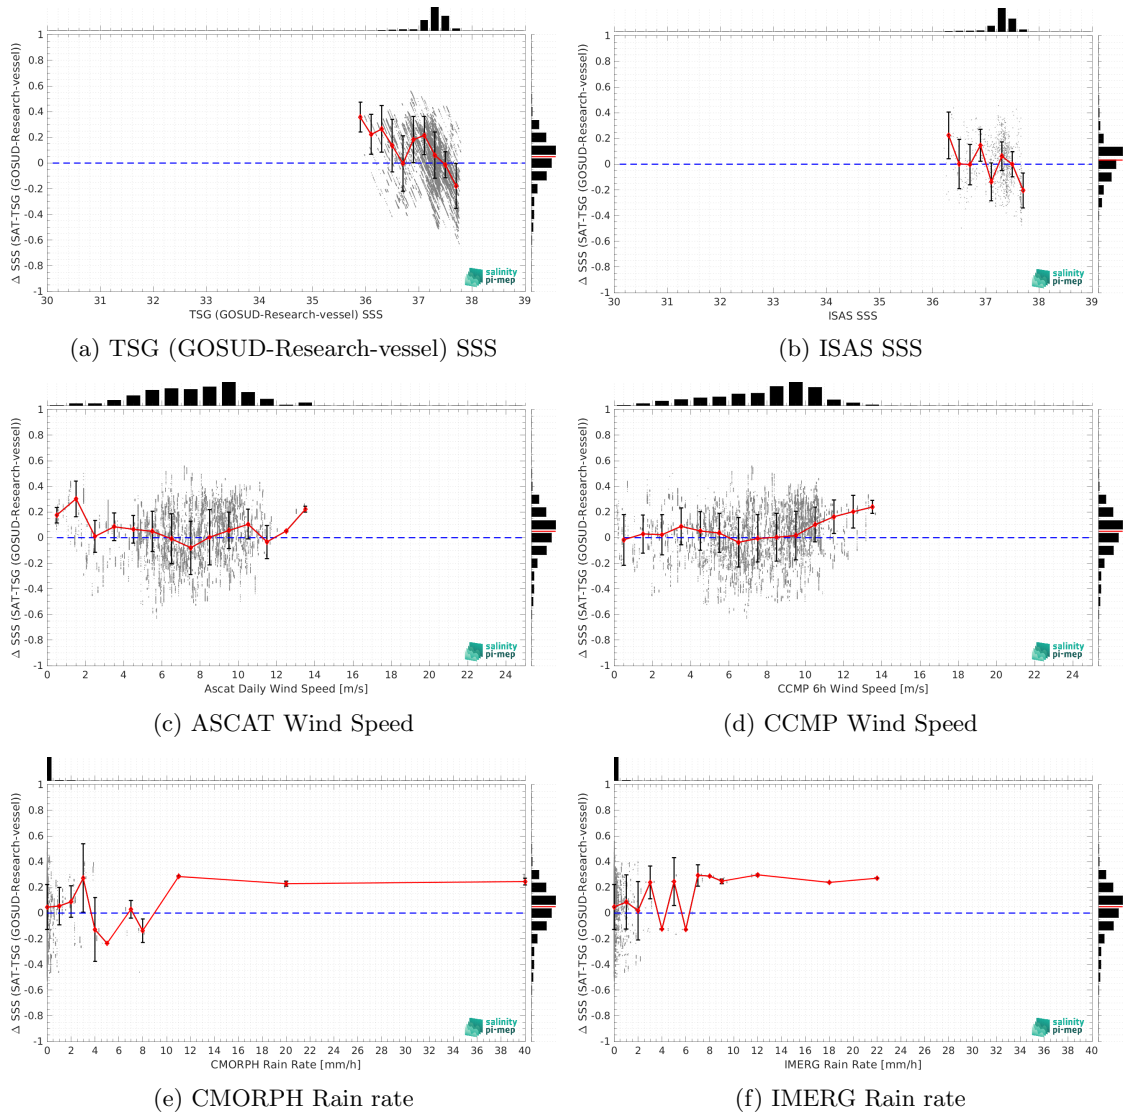 Δ SSS (SAT-TSG (GOSUD-Research-vessel))
1
0.8
0.6
0.4
0.2
0
-0.2
-0.4
-0.6
-0.8
-1
30 31 32 33 34 35 36 37 38 39
TSG (GOSUD-Research-vessel) SSS
salinity
pi-mep
(a) TSG (GOSUD-Research-vessel) SSS
Δ SSS (SAT-TSG (GOSUD-Research-vessel))
1
0.8
0.6
0.4
0.2
0
-0.2
-0.4
-0.6
-0.8
-1
30 31 32 33 34 35 36 37 38 39
ISAS SSS
salinity
pi-mep
(b) ISAS SSS
Δ SSS (SAT-TSG (GOSUD-Research-vessel))
1
0.8
0.6
0.4
0.2
0
-0.2
-0.4
-0.6
-0.8
-1
0 2 4 6 8 10 12 14 16 18 20 22 24
Ascat Daily Wind Speed [m/s]
salinity
pi-mep
(c) ASCAT Wind Speed
Δ SSS (SAT-TSG (GOSUD-Research-vessel))
1
0.8
0.6
0.4
0.2
0
-0.2
-0.4
-0.6
-0.8
-1
0 2 4 6 8 10 12 14 16 18 20 22 24
CCMP 6h Wind Speed [m/s]
salinity
pi-mep
(d) CCMP Wind Speed
Δ SSS (SAT-TSG (GOSUD-Research-vessel))
1
0.8
0.6
0.4
0.2
0
-0.2
-0.4
-0.6
-0.8
-1
0 2 4 6 8 10 12 14 16 18 20 22 24 26 28 30 32 34 36 38 40
CMORPH Rain Rate [mm/h]
salinity
pi-mep
(e) CMORPH Rain rate
Δ SSS (SAT-TSG (GOSUD-Research-vessel))
1
0.8
0.6
0.4
0.2
0
-0.2
-0.4
-0.6
-0.8
-1
0 2 4 6 8 10 12 14 16 18 20 22 24 26 28 30 32 34 36 38 40
IMERG Rain Rate [mm/h]
salinity
pi-mep
(f) IMERG Rain rate